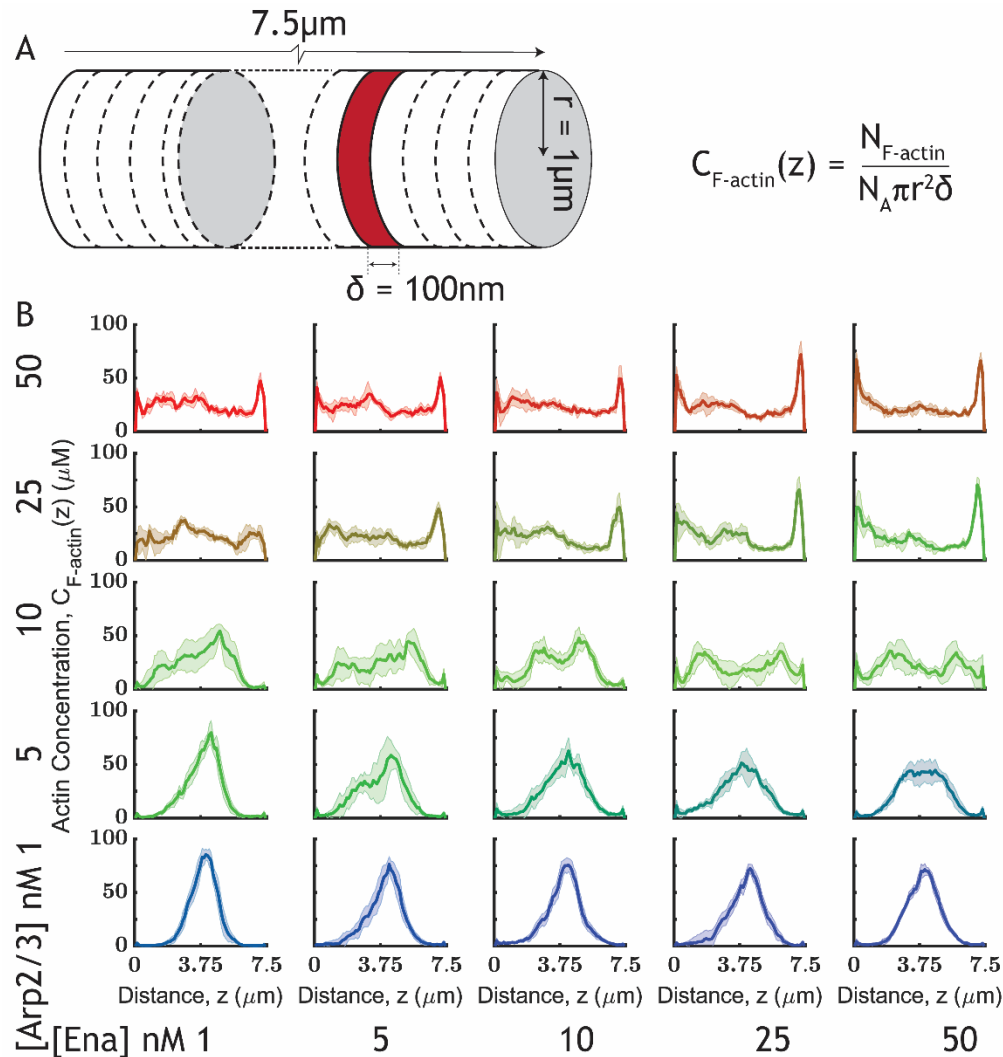 A
7.5μm
r = 1μm
δ = 100nm
C_F-actin(z) = N_F-actin / N_A πr²δ
B
[Arp2/3] nM 1 5 10 25 50
Actin Concentration, C_F-actin(z) (μM)
100
50
0
100
50
0
100
50
0
100
50
0
100
50
0
0 3.75 7.5 0 3.75 7.5 0 3.75 7.5 0 3.75 7.5 0 3.75 7.5
Distance, z (μm) Distance, z (μm) Distance, z (μm) Distance, z (μm) Distance, z (μm)
[Ena] nM 1 5 10 25 50